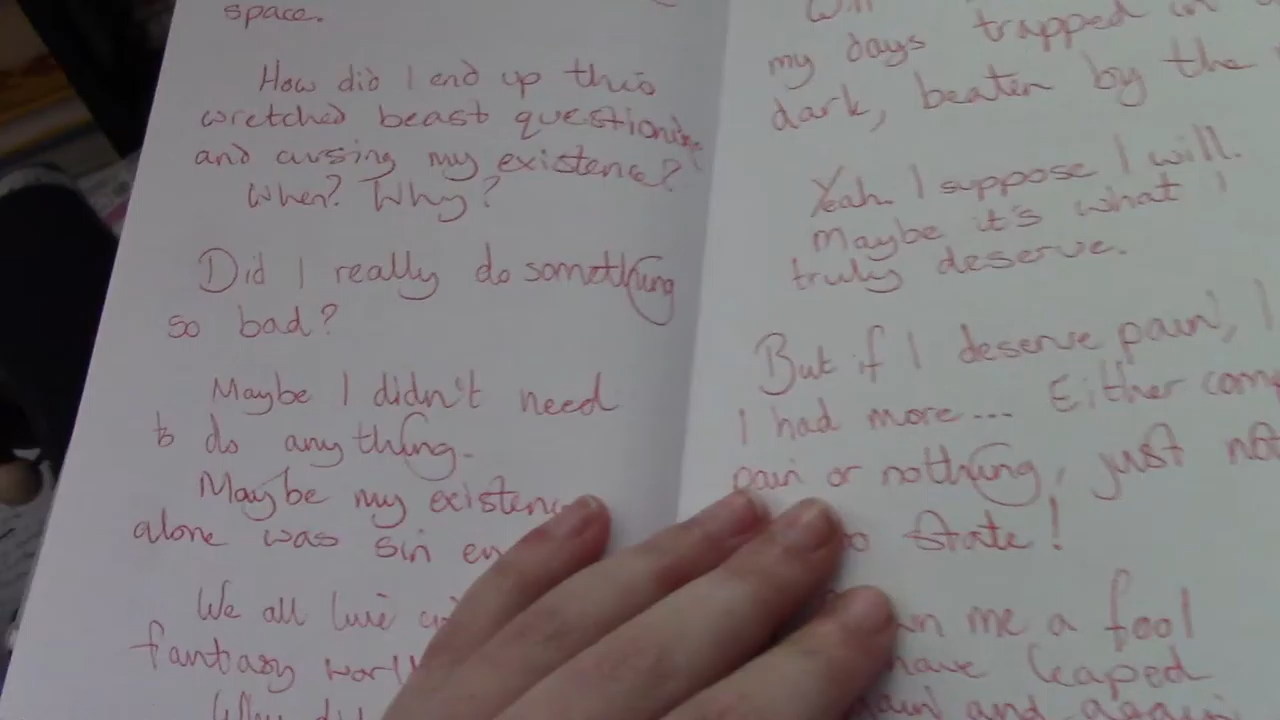 space.
How did I end up this
wretched beast questioning
and cursing my existence?
When? Why?
Did I really do something
so bad?
Maybe I didn't need
to do anything.
Maybe my existence
alone was sin
We all live
fantasy
Will
my days trapped in
dark, beaten by the
Yeah. I suppose I will.
Maybe it's what I
truly deserve.
But if I deserve pain, I
I had more... Either
pain or nothing, just not
State!
me a fool
have leaped
and again